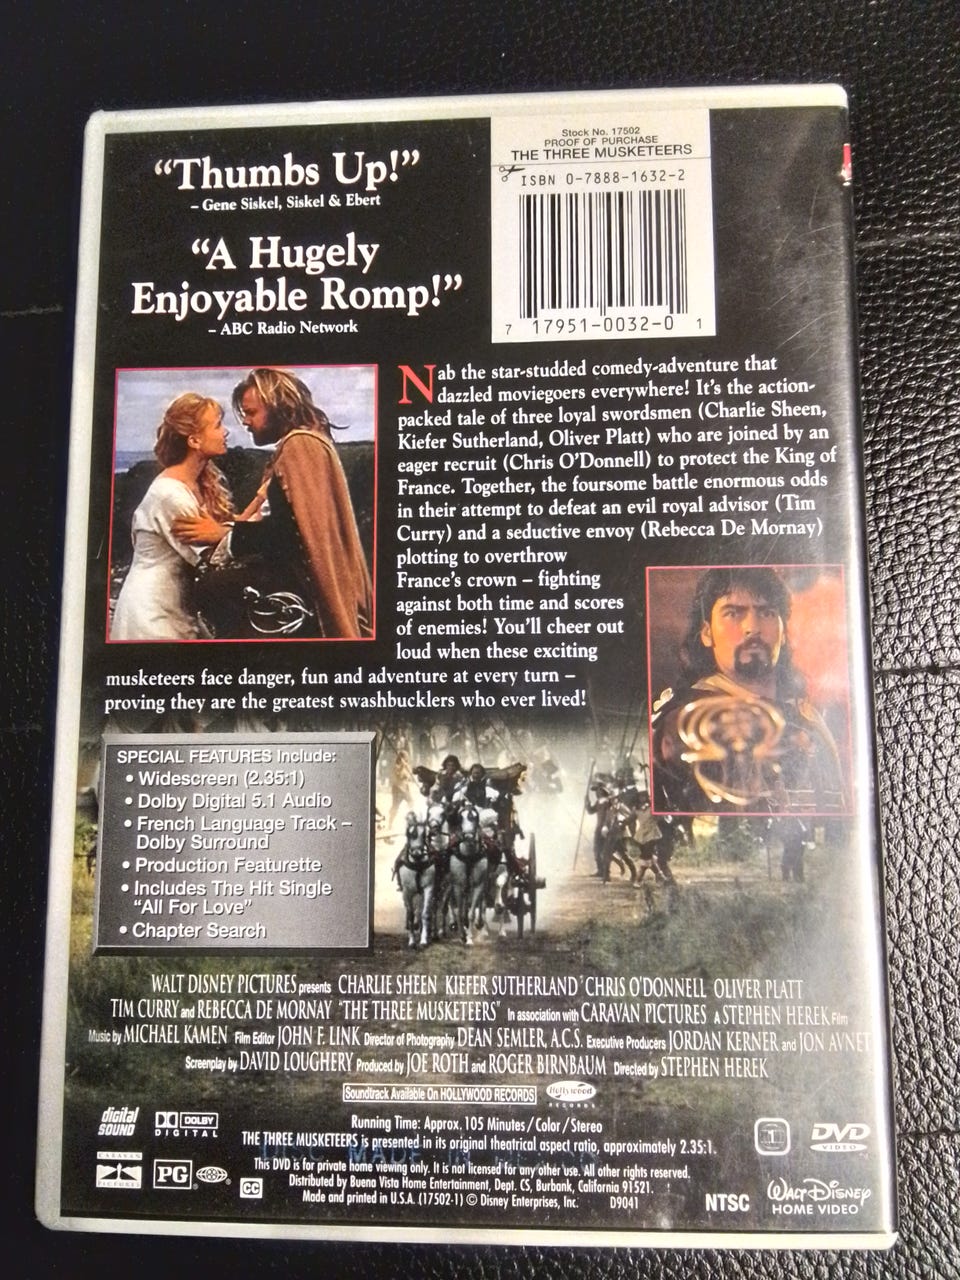 “Thumbs Up!”
– Gene Siskel, Siskel & Ebert
“A Hugely
Enjoyable Romp!”
– ABC Radio Network
Stock No. 17502
PROOF OF PURCHASE
THE THREE MUSKETEERS
ISBN 0-7888-1632-2
7 17951-0032-0 1
Nab the star-studded comedy-adventure that
dazzled moviegoers everywhere! It’s the action-
packed tale of three loyal swordsmen (Charlie Sheen,
Kiefer Sutherland, Oliver Platt) who are joined by an
eager recruit (Chris O’Donnell) to protect the King of
France. Together, the foursome battle enormous odds
in their attempt to defeat an evil royal advisor (Tim
Curry) and a seductive envoy (Rebecca De Mornay)
plotting to overthrow
France’s crown – fighting
against both time and scores
of enemies! You’ll cheer out
loud when these exciting
musketeers face danger, fun and adventure at every turn –
proving they are the greatest swashbucklers who ever lived!
SPECIAL FEATURES Include:
• Widescreen (2.35:1)
• Dolby Digital 5.1 Audio
• French Language Track –
Dolby Surround
• Production Featurette
• Includes The Hit Single
“All For Love”
• Chapter Search
WALT DISNEY PICTURES presents CHARLIE SHEEN KIEFER SUTHERLAND CHRIS O'DONNELL OLIVER PLATT
TIM CURRY and REBECCA DE MORNAY "THE THREE MUSKETEERS" In association with CARAVAN PICTURES A STEPHEN HEREK Film
Music by MICHAEL KAMEN Film Editor JOHN F. LINK Director of Photography DEAN SEMLER, A.C.S. Executive Producers JORDAN KERNER and JON AVNET
Screenplay by DAVID LOUGHERY Produced by JOE ROTH and ROGER BIRNBAUM Directed by STEPHEN HEREK
Soundtrack Available On HOLLYWOOD RECORDS
Hollywood
RECORDS
digital
SOUND
DOLBY
DIGITAL
Running Time: Approx. 105 Minutes/Color/Stereo
THE THREE MUSKETEERS is presented in its original theatrical aspect ratio, approximately 2.35:1.
DISC MADE IN
This DVD is for private home viewing only. It is not licensed for any other use. All other rights reserved.
Distributed by Buena Vista Home Entertainment, Dept. CS, Burbank, California 91521.
Made and printed in U.S.A. (17502-1) © Disney Enterprises, Inc. D9041
CARAVAN
PICTURES
PG
CC
1
DVD
VIDEO
NTSC
WALT DISNEY
HOME VIDEO